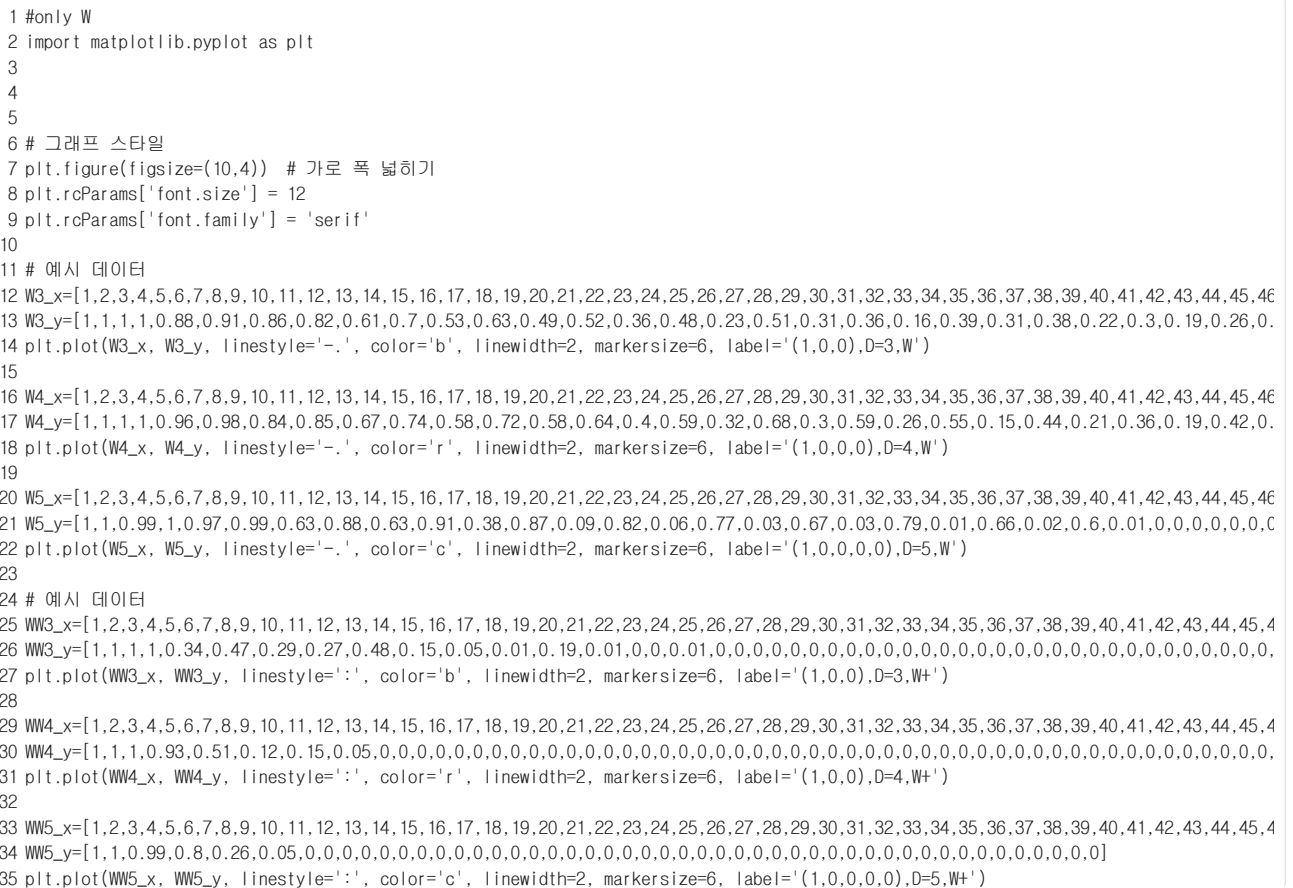 1 #only W
2 import matplotlib.pyplot as plt
3
4
5
6 # 그래프 스타일
7 plt.figure(figsize=(10,4))  # 가로 폭 넓히기
8 plt.rcParams['font.size'] = 12
9 plt.rcParams['font.family'] = 'serif'
10
11 # 예시 데이터
12 W3_x=[1,2,3,4,5,6,7,8,9,10,11,12,13,14,15,16,17,18,19,20,21,22,23,24,25,26,27,28,29,30,31,32,33,34,35,36,37,38,39,40,41,42,43,44,45,46
13 W3_y=[1,1,1,1,0.88,0.91,0.86,0.82,0.61,0.7,0.53,0.63,0.49,0.52,0.36,0.48,0.23,0.51,0.31,0.36,0.16,0.39,0.31,0.38,0.22,0.3,0.19,0.26,0.
14 plt.plot(W3_x, W3_y, linestyle='-.', color='b', linewidth=2, markersize=6, label='(1,0,0),D=3,W')
15
16 W4_x=[1,2,3,4,5,6,7,8,9,10,11,12,13,14,15,16,17,18,19,20,21,22,23,24,25,26,27,28,29,30,31,32,33,34,35,36,37,38,39,40,41,42,43,44,45,46
17 W4_y=[1,1,1,1,0.96,0.98,0.84,0.85,0.67,0.74,0.58,0.72,0.58,0.64,0.4,0.59,0.32,0.68,0.3,0.59,0.26,0.55,0.15,0.44,0.21,0.36,0.19,0.42,0.
18 plt.plot(W4_x, W4_y, linestyle='-.', color='r', linewidth=2, markersize=6, label='(1,0,0,0),D=4,W')
19
20 W5_x=[1,2,3,4,5,6,7,8,9,10,11,12,13,14,15,16,17,18,19,20,21,22,23,24,25,26,27,28,29,30,31,32,33,34,35,36,37,38,39,40,41,42,43,44,45,46
21 W5_y=[1,1,0.99,1,0.97,0.99,0.63,0.88,0.63,0.91,0.38,0.87,0.09,0.82,0.06,0.77,0.03,0.67,0.03,0.79,0.01,0.66,0.02,0.6,0.01,0,0,0,0,0,0,0
22 plt.plot(W5_x, W5_y, linestyle='-.', color='c', linewidth=2, markersize=6, label='(1,0,0,0,0),D=5,W')
23
24 # 예시 데이터
25 WW3_x=[1,2,3,4,5,6,7,8,9,10,11,12,13,14,15,16,17,18,19,20,21,22,23,24,25,26,27,28,29,30,31,32,33,34,35,36,37,38,39,40,41,42,43,44,45,4
26 WW3_y=[1,1,1,1,0.34,0.47,0.29,0.27,0.48,0.15,0.05,0.01,0.19,0.01,0,0,0.01,0,0,0,0,0,0,0,0,0,0,0,0,0,0,0,0,0,0,0,0,0,0,0,0,0,0,0,0,0,0,
27 plt.plot(WW3_x, WW3_y, linestyle=':', color='b', linewidth=2, markersize=6, label='(1,0,0),D=3,W+')
28
29 WW4_x=[1,2,3,4,5,6,7,8,9,10,11,12,13,14,15,16,17,18,19,20,21,22,23,24,25,26,27,28,29,30,31,32,33,34,35,36,37,38,39,40,41,42,43,44,45,4
30 WW4_y=[1,1,1,0.93,0.51,0.12,0.15,0.05,0,0,0,0,0,0,0,0,0,0,0,0,0,0,0,0,0,0,0,0,0,0,0,0,0,0,0,0,0,0,0,0,0,0,0,0,0,0,0,0,0,0,0,0,0,0,0,0,0,
31 plt.plot(WW4_x, WW4_y, linestyle=':', color='r', linewidth=2, markersize=6, label='(1,0,0),D=4,W+')
32
33 WW5_x=[1,2,3,4,5,6,7,8,9,10,11,12,13,14,15,16,17,18,19,20,21,22,23,24,25,26,27,28,29,30,31,32,33,34,35,36,37,38,39,40,41,42,43,44,45,4
34 WW5_y=[1,1,0.99,0.8,0.26,0.05,0,0,0,0,0,0,0,0,0,0,0,0,0,0,0,0,0,0,0,0,0,0,0,0,0,0,0,0,0,0,0,0,0,0,0,0,0,0,0,0,0,0,0,0]
35 plt.plot(WW5_x, WW5_y, linestyle=':', color='c', linewidth=2, markersize=6, label='(1,0,0,0,0),D=5,W+')